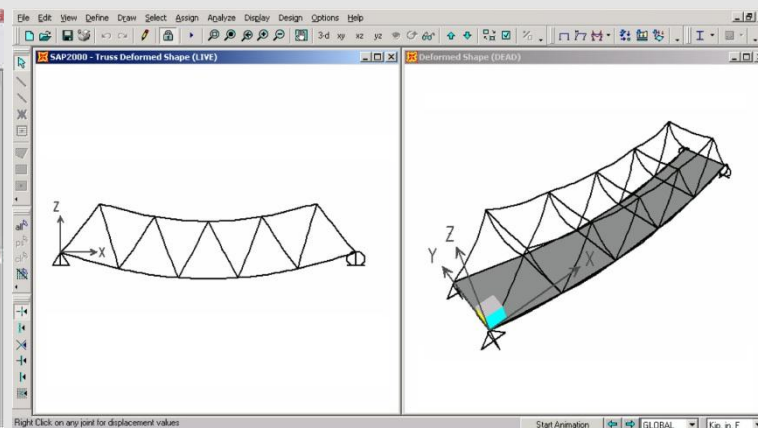 File Edit View Define Draw Select Assign Analyze Display Design Options Help
3-d xy xz yz
SAP2000 - Truss Deformed Shape (LIVE)
Deformed Shape (DEAD)
Z
X
Z
Y
X
Right Click on any joint for displacement values
Start Animation
GLOBAL
Kip, in, F